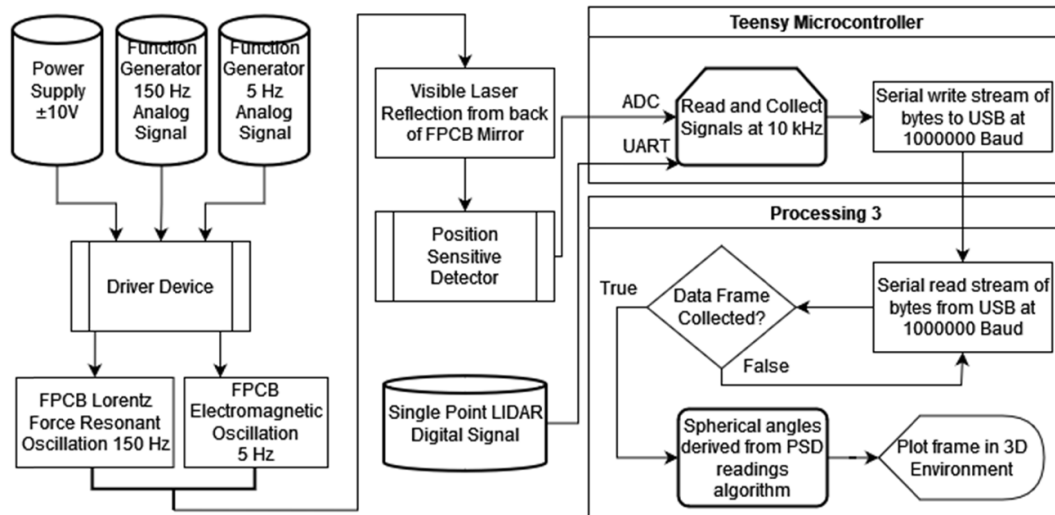 Power
Supply
±10V
Function
Generator
150 Hz
Analog
Signal
Function
Generator
5 Hz
Analog
Signal
Driver Device
FPCB Lorentz
Force Resonant
Oscillation 150 Hz
FPCB
Electromagnetic
Oscillation
5 Hz
Visible Laser
Reflection from back
of FPCB Mirror
Position
Sensitive
Detector
Single Point LIDAR
Digital Signal
Teensy Microcontroller
ADC
UART
Read and Collect
Signals at 10 kHz
Serial write stream of
bytes to USB at
1000000 Baud
Processing 3
Serial read stream of
bytes from USB at
1000000 Baud
Data Frame
Collected?
True
False
Spherical angles
derived from PSD
readings
algorithm
Plot frame in 3D
Environment